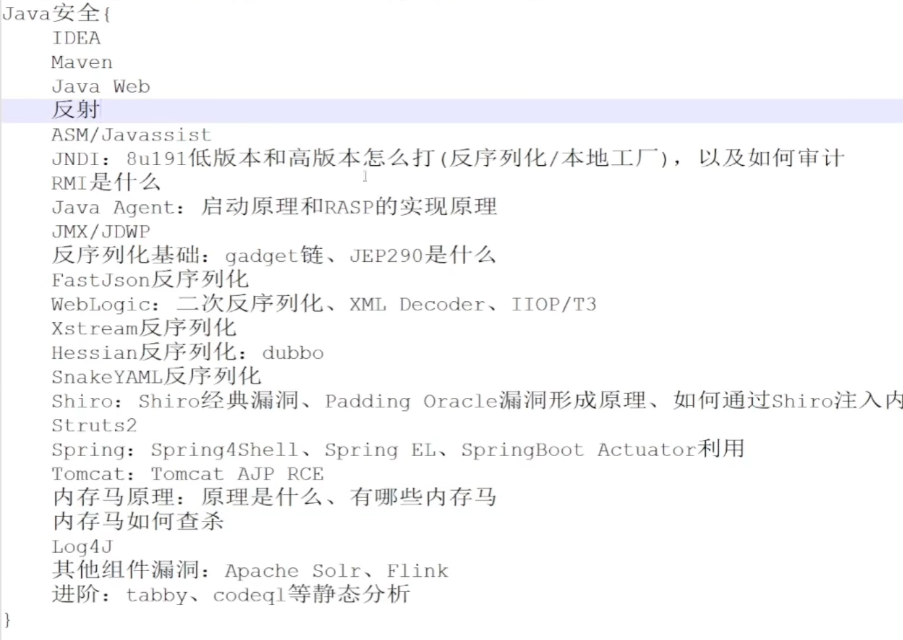 Java安全{
IDEA
Maven
Java Web
反射
ASM/Javassist
JNDI：8u191低版本和高版本怎么打(反序列化/本地工厂)，以及如何审计
RMI是什么
Java Agent：启动原理和RASP的实现原理
JMX/JDWP
反序列化基础：gadget链、JEP290是什么
FastJson反序列化
WebLogic：二次反序列化、XML Decoder、IIOP/T3
Xstream反序列化
Hessian反序列化：dubbo
SnakeYAML反序列化
Shiro：Shiro经典漏洞、Padding Oracle漏洞形成原理、如何通过Shiro注入内
Struts2
Spring：Spring4Shell、Spring EL、SpringBoot Actuator利用
Tomcat：Tomcat AJP RCE
内存马原理：原理是什么、有哪些内存马
内存马如何查杀
Log4J
其他组件漏洞：Apache Solr、Flink
进阶：tabby、codeql等静态分析
}